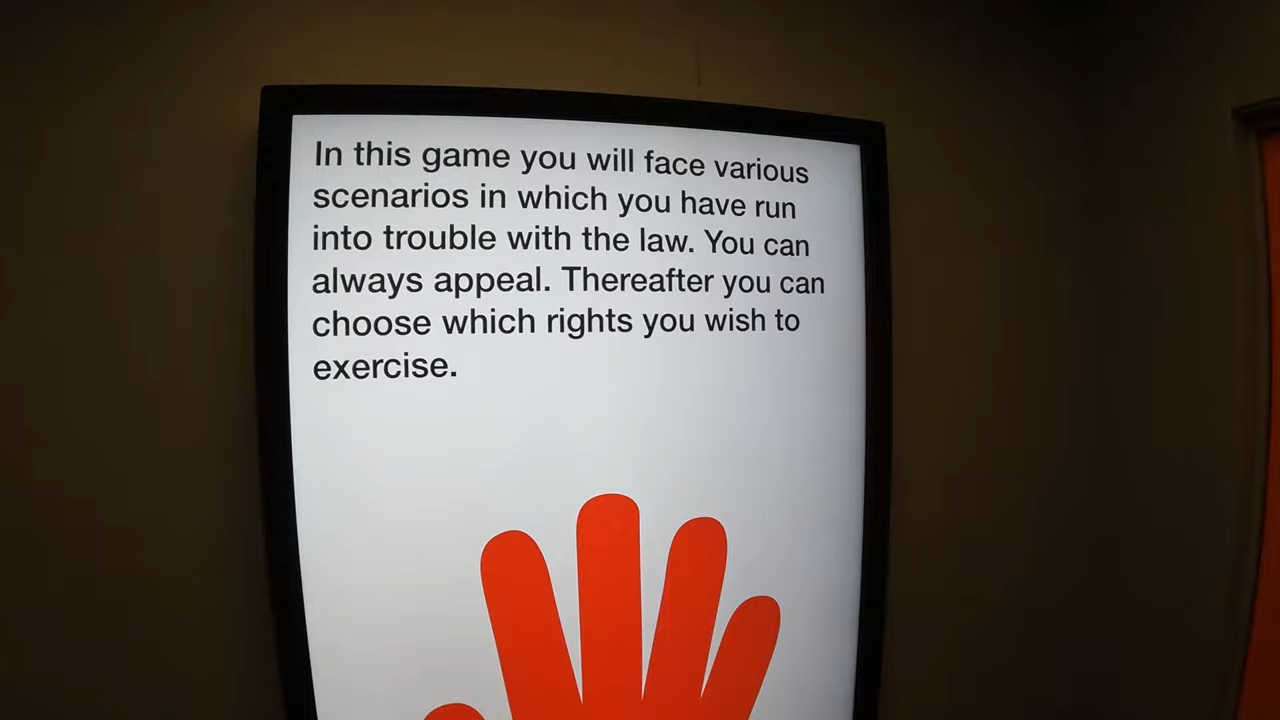 In this game you will face various
scenarios in which you have run
into trouble with the law. You can
always appeal. Thereafter you can
choose which rights you wish to
exercise.